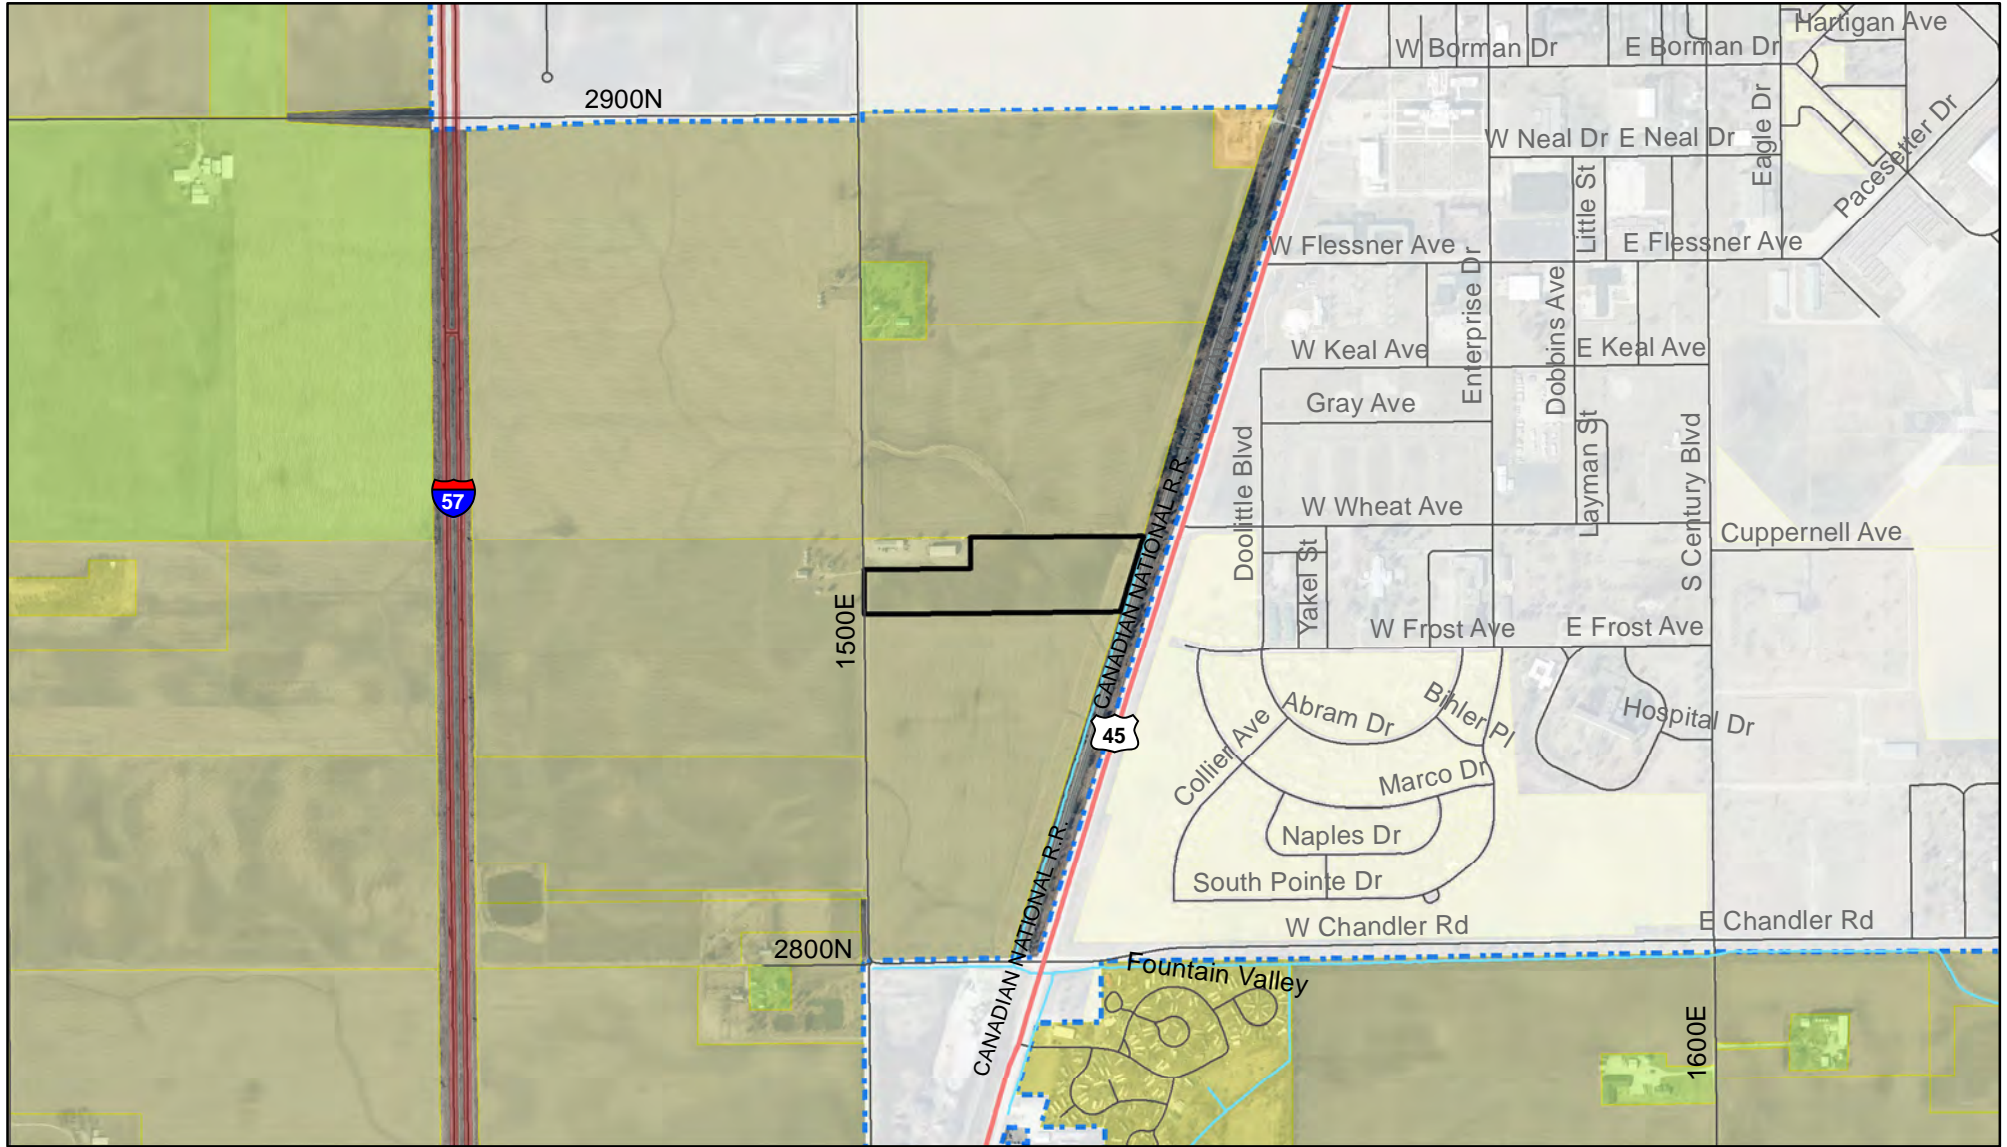 Hartigan Ave
W Borman Dr
E Borman Dr
2900N
Eagle Dr
W Neal Dr
E Neal Dr
Pacesetter Dr
Little St
W Flessner Ave
E Flessner Ave
Enterprise Dr
Dobbins Ave
W Keal Ave
E Keal Ave
Gray Ave
Doolittle Blvd
Layman St
S Century Blvd
57
CANADIAN NATIONAL R.R.
W Wheat Ave
Cuppernell Ave
Yakel St
1500E
CANADIAN NATIONAL R.R.
W Frost Ave
E Frost Ave
45
Collier Ave
Abram Dr
Bihler Pl
Hospital Dr
Marco Dr
Naples Dr
South Pointe Dr
W Chandler Rd
E Chandler Rd
2800N
CANADIAN NATIONAL R.R.
Fountain Valley
1600E